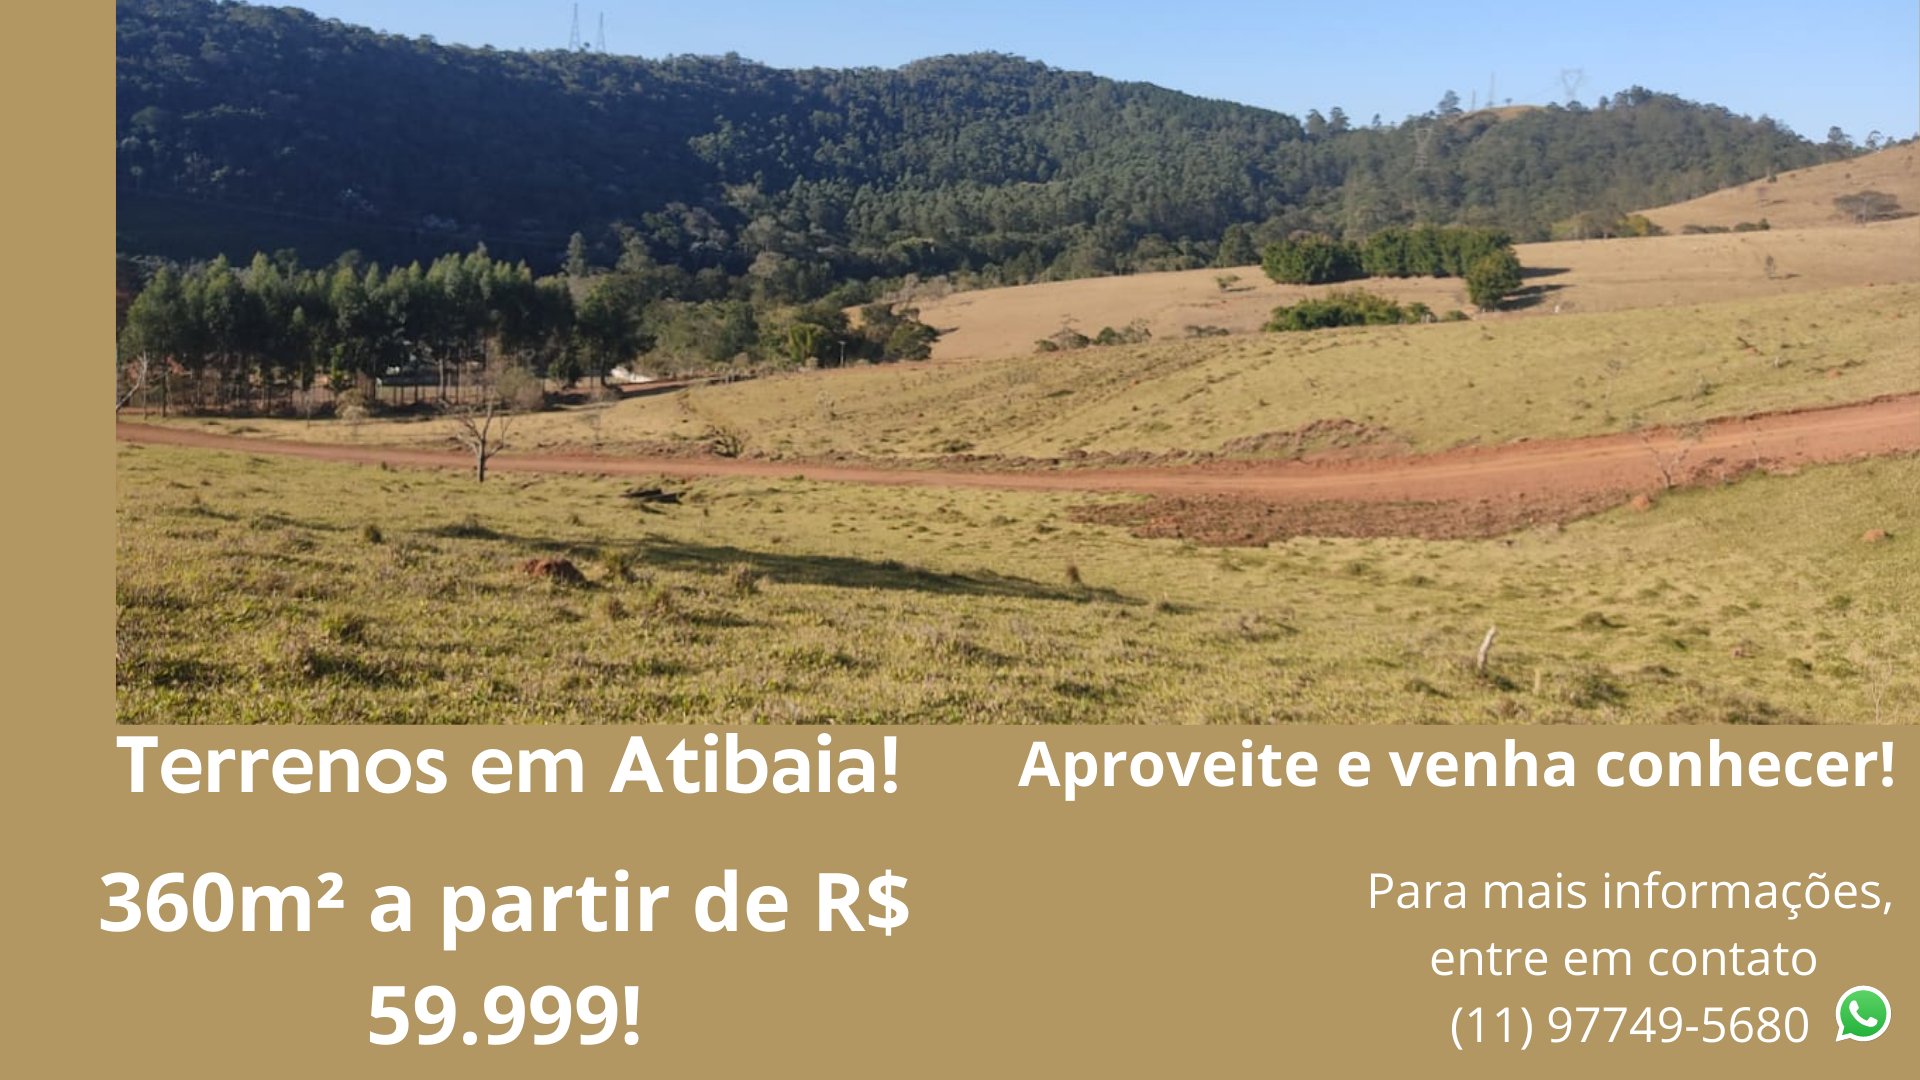 Terrenos em Atibaia!
360m² a partir de R$
59.999!
Aproveite e venha conhecer!
Para mais informações,
entre em contato
(11) 97749-5680